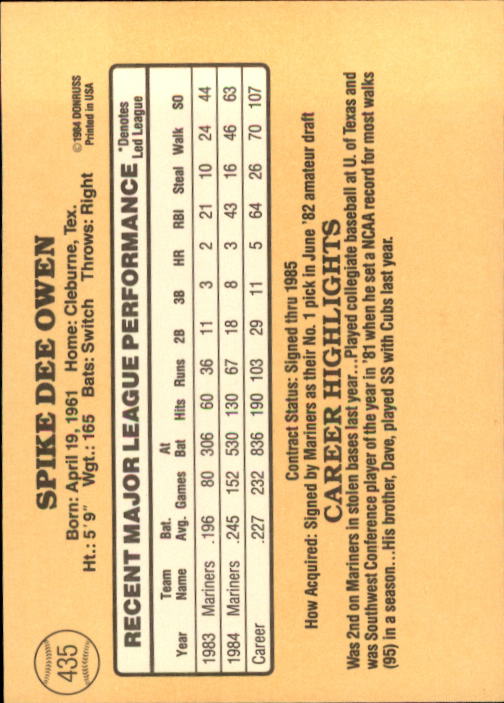 435
SPIKE DEE OWEN
Born: April 19, 1961 Home: Cleburne, Tex.
Ht.: 5'9" Wgt.: 165 Bats: Switch Throws: Right
©1984 DONRUSS
Printed in USA
RECENT MAJOR LEAGUE PERFORMANCE *Denotes Led League
Year Team Name Bat. Avg. Games At Bat Hits Runs 2B 3B HR RBI Steal Walk SO
1983 Mariners .196 80 306 60 36 11 3 2 21 10 24 44
1984 Mariners .245 152 530 130 67 18 8 3 43 16 46 63
Career .227 232 836 190 103 29 11 5 64 26 70 107
Contract Status: Signed thru 1985
How Acquired: Signed by Mariners as their No. 1 pick in June '82 amateur draft
CAREER HIGHLIGHTS
Was 2nd on Mariners in stolen bases last year...Played collegiate baseball at U. of Texas and
was Southwest Conference player of the year in '81 when he set a NCAA record for most walks
(95) in a season...His brother, Dave, played SS with Cubs last year.